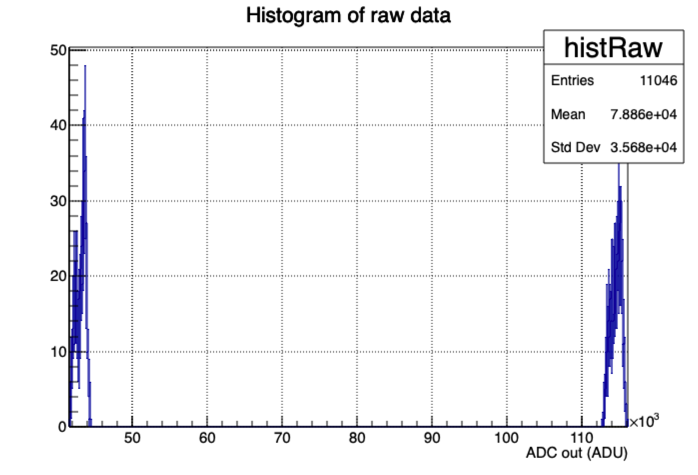 Histogram of raw data
histRaw
Entries 11046
Mean 7.886e+04
Std Dev 3.568e+04
50
40
30
20
10
0
50 60 70 80 90 100 110
×10³
ADC out (ADU)